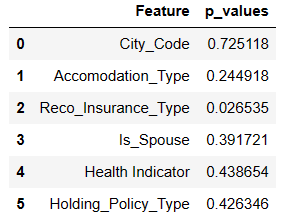 Feature p_values
0 City_Code 0.725118
1 Accomodation_Type 0.244918
2 Reco_Insurance_Type 0.026535
3 Is_Spouse 0.391721
4 Health Indicator 0.438654
5 Holding_Policy_Type 0.426346